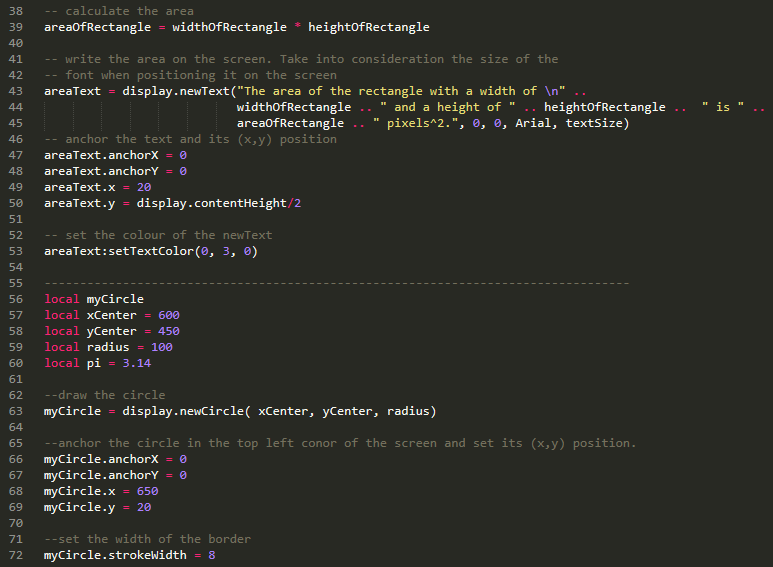 38 -- calculate the area
39 areaOfRectangle = widthOfRectangle * heightOfRectangle
40
41 -- write the area on the screen. Take into consideration the size of the
42 -- font when positioning it on the screen
43 areaText = display.newText("The area of the rectangle with a width of \n" ..
44 widthOfRectangle .. " and a height of " .. heightOfRectangle .. " is " ..
45 areaOfRectangle .. " pixels^2.", 0, 0, Arial, textSize)
46 -- anchor the text and its (x,y) position
47 areaText.anchorX = 0
48 areaText.anchorY = 0
49 areaText.x = 20
50 areaText.y = display.contentHeight/2
51
52 -- set the colour of the newText
53 areaText:setTextColor(0, 3, 0)
54
55 ----------------------------------------------------------------------------------
56 local myCircle
57 local xCenter = 600
58 local yCenter = 450
59 local radius = 100
60 local pi = 3.14
61
62 --draw the circle
63 myCircle = display.newCircle( xCenter, yCenter, radius)
64
65 --anchor the circle in the top left conor of the screen and set its (x,y) position.
66 myCircle.anchorX = 0
67 myCircle.anchorY = 0
68 myCircle.x = 650
69 myCircle.y = 20
70
71 --set the width of the border
72 myCircle.strokeWidth = 8